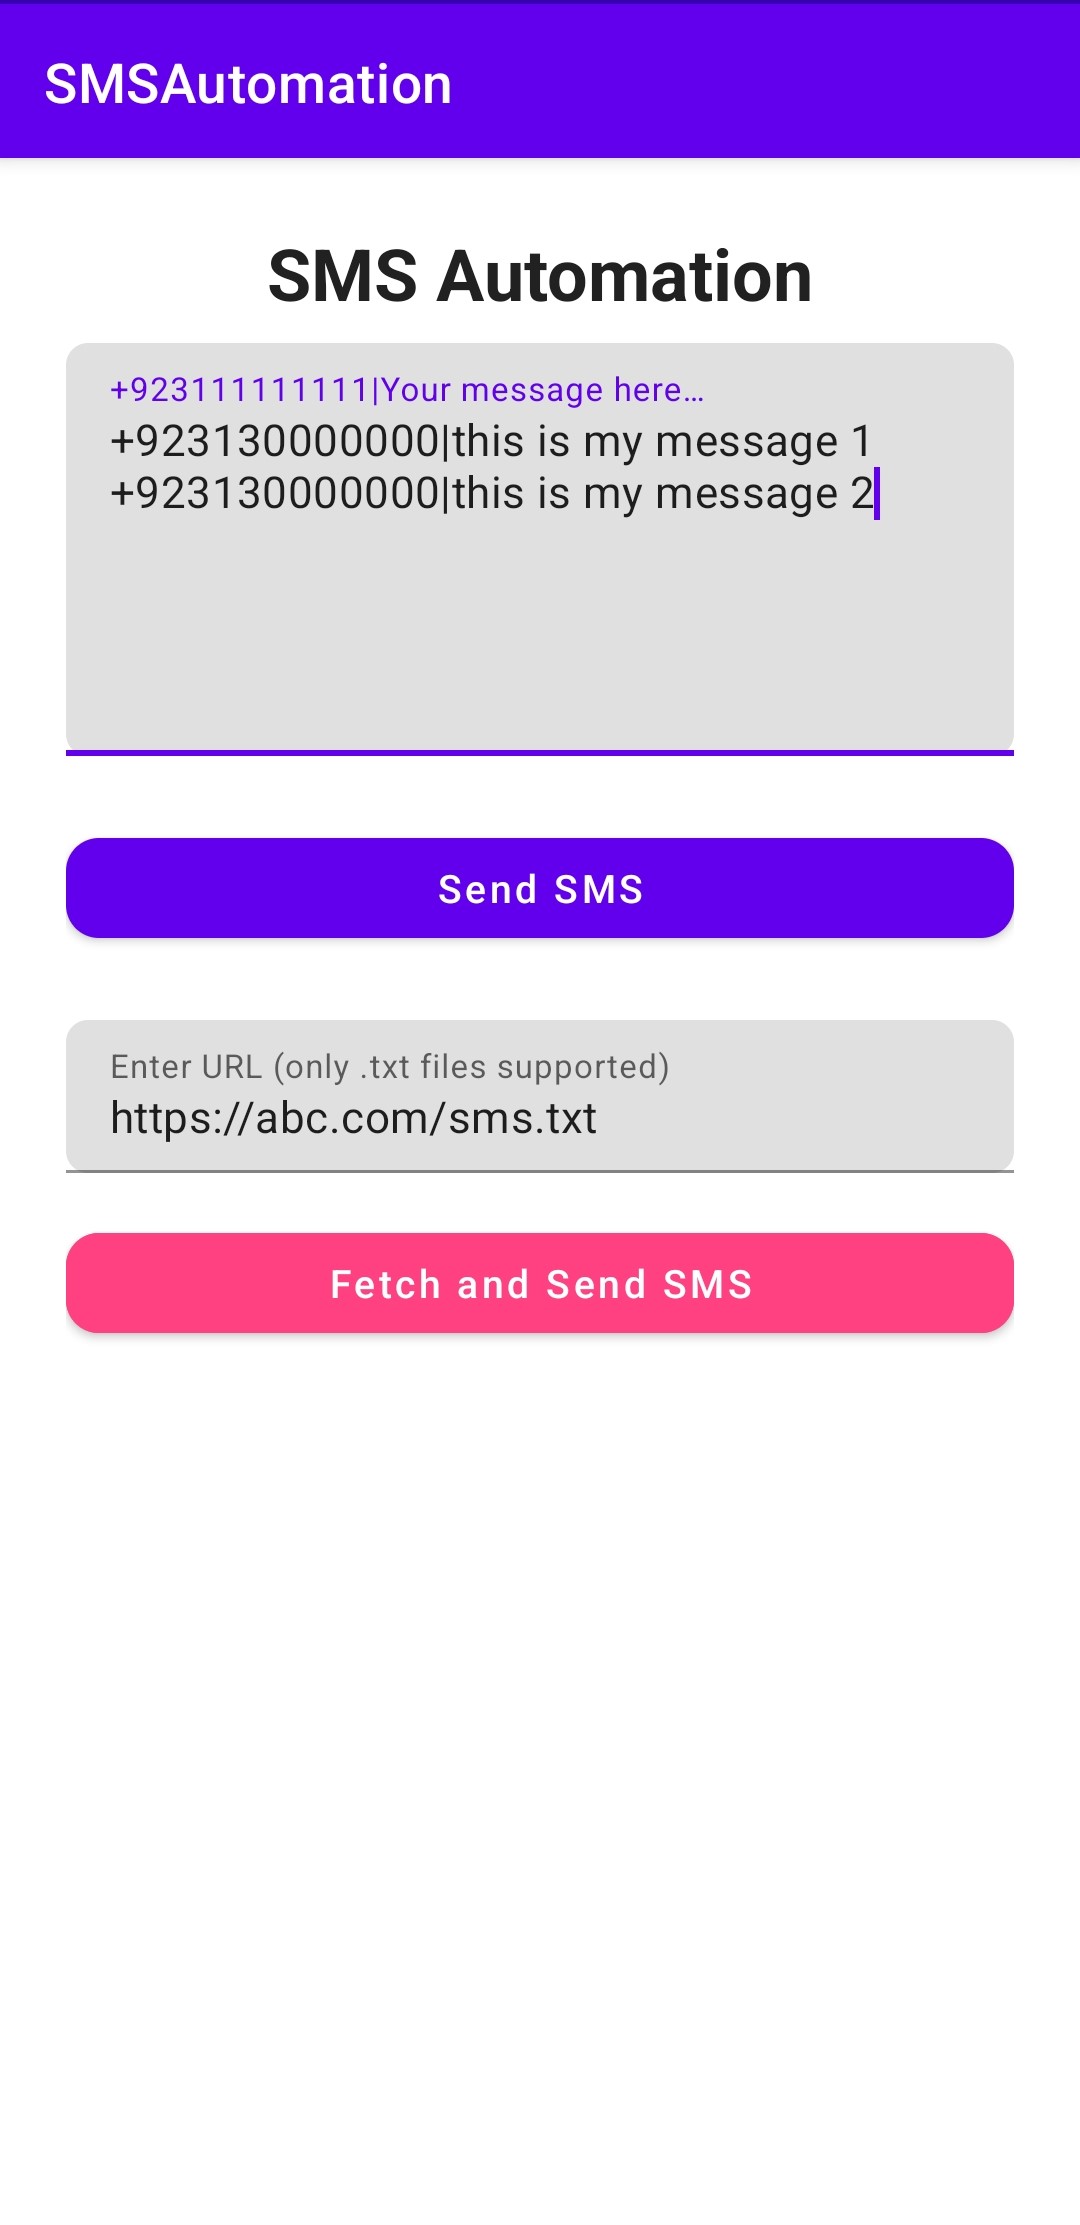 SMSAutomation
SMS Automation
+923111111111|Your message here…
+923130000000|this is my message 1
+923130000000|this is my message 2
Send SMS
Enter URL (only .txt files supported)
https://abc.com/sms.txt
Fetch and Send SMS